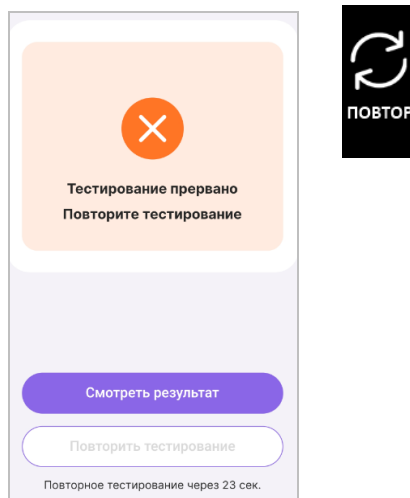 Тестирование прервано
Повторите тестирование
Смотреть результат
Повторить тестирование
Повторное тестирование через 23 сек.
ПОВТОР